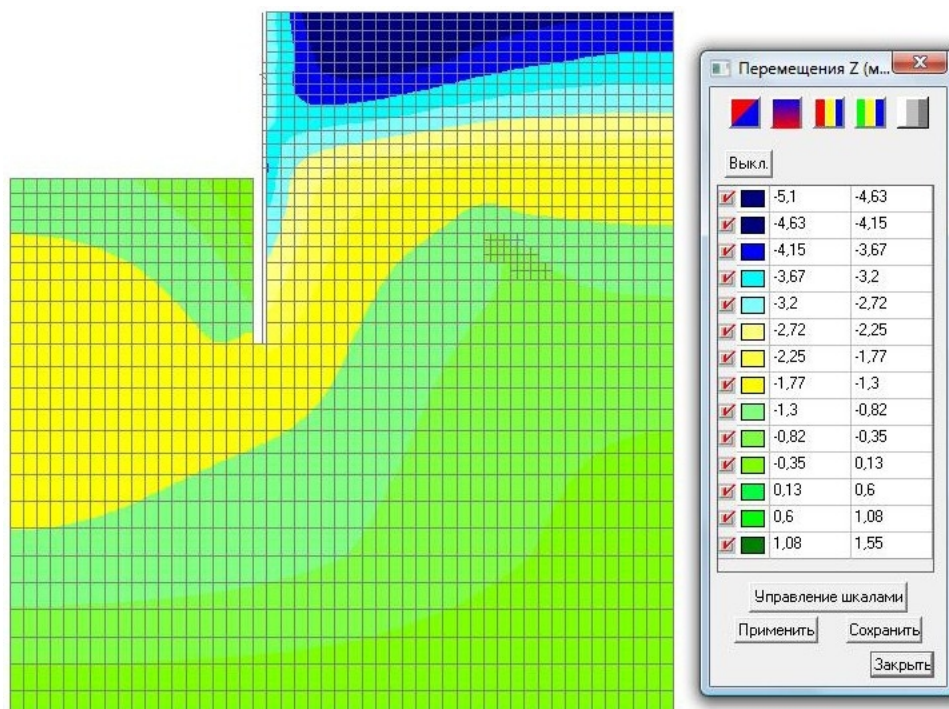 Перемещения Z (м...
Выкл.
-5,1 -4,63
-4,63 -4,15
-4,15 -3,67
-3,67 -3,2
-3,2 -2,72
-2,72 -2,25
-2,25 -1,77
-1,77 -1,3
-1,3 -0,82
-0,82 -0,35
-0,35 0,13
0,13 0,6
0,6 1,08
1,08 1,55
Управление шкалами
Применить Сохранить
Закрыть